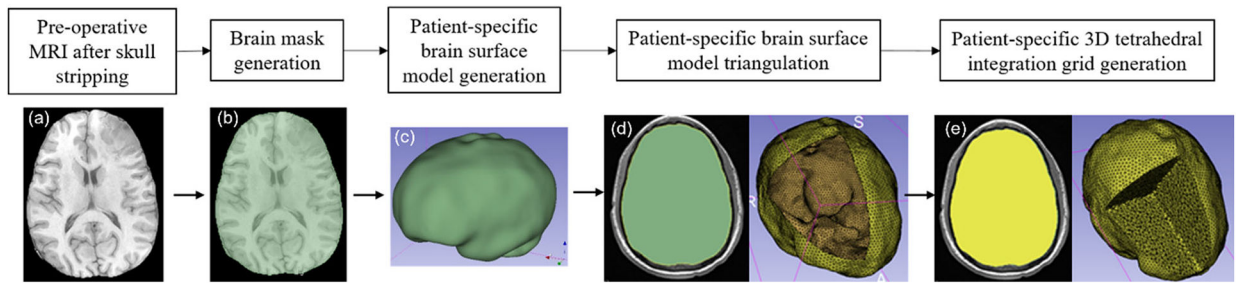 Pre-operative
MRI after skull
stripping
Brain mask
generation
Patient-specific
brain surface
model generation
Patient-specific brain surface
model triangulation
Patient-specific 3D tetrahedral
integration grid generation
(a)
(b)
(c)
(d)
S
R
A
(e)